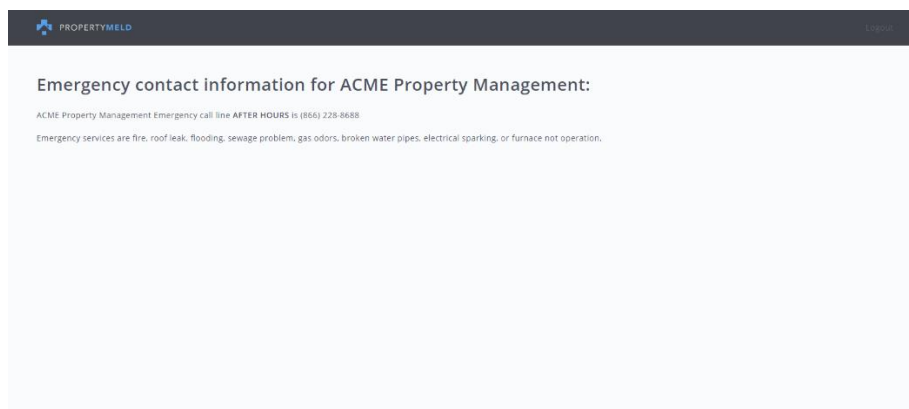 PROPERTYMELD
Logout
Emergency contact information for ACME Property Management:
ACME Property Management Emergency call line AFTER HOURS is (866) 228-8688
Emergency services are fire, roof leak, flooding, sewage problem, gas odors, broken water pipes, electrical sparking, or furnace not operation.